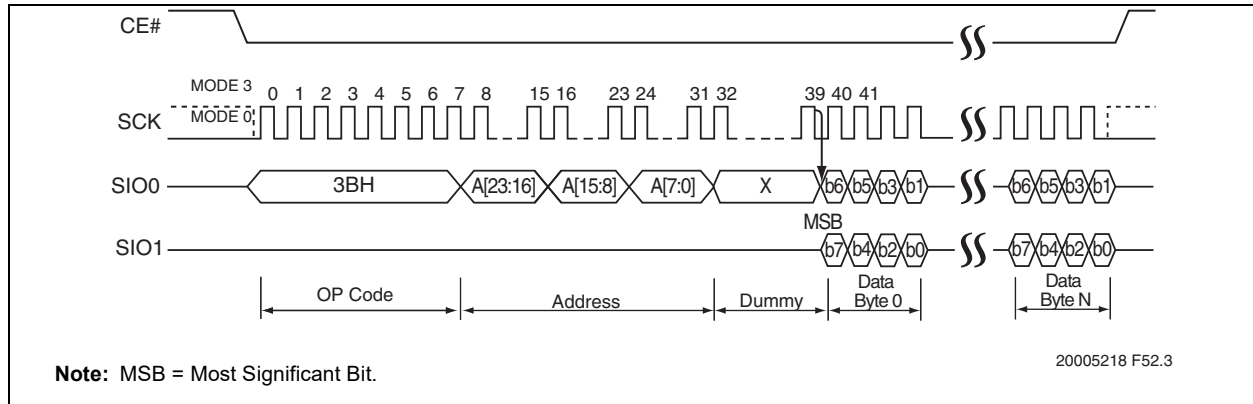 CE#
MODE 3
0 1 2 3 4 5 6 7 8 15 16 23 24 31 32 39 40 41
SCK
MODE 0
SIO0
3BH
A[23:16]
A[15:8]
A[7:0]
X
b6 b5 b3 b1
b6 b5 b3 b1
MSB
SIO1
b7 b4 b2 b0
b7 b4 b2 b0
OP Code
Address
Dummy
Data
Byte 0
Data
Byte N
20005218 F52.3
Note: MSB = Most Significant Bit.